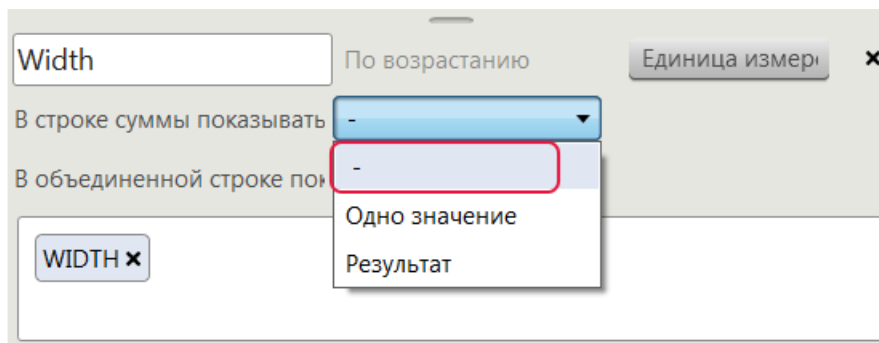 Width По возрастанию Единица измер
В строке суммы показывать -
-
В объединенной строке пок
Одно значение
WIDTH ×
Результат